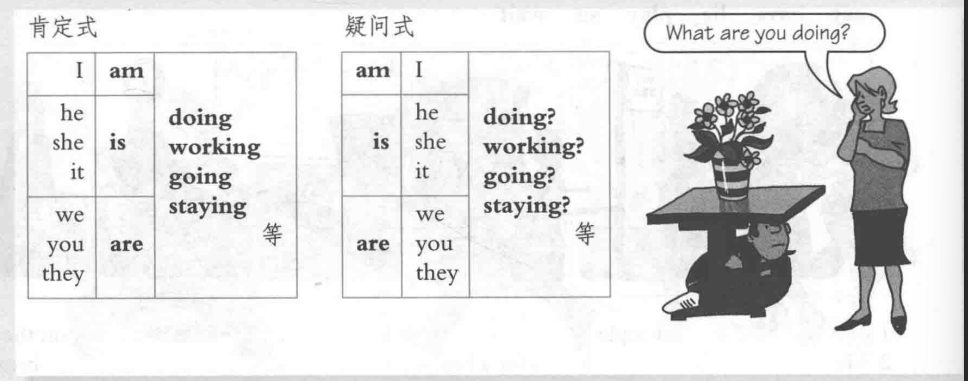 肯定式
I am
he
she is
it
we
you are
they
doing
working
going
staying
等
疑问式
am I
he
is she
it
we
are you
they
doing?
working?
going?
staying?
等
What are you doing?